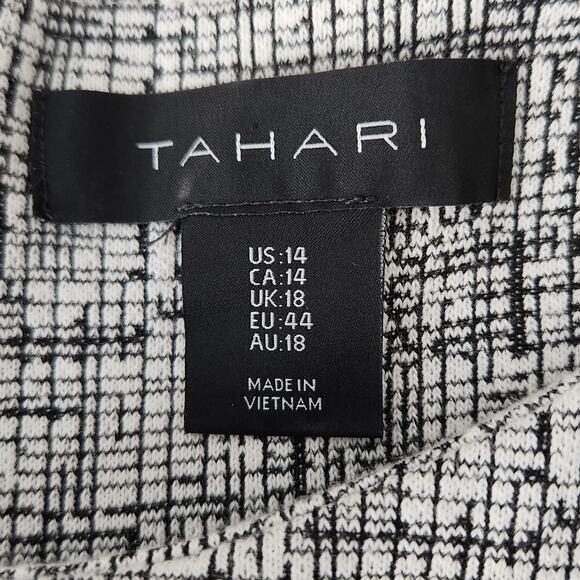 TAHARI
US:14
CA:14
UK:18
EU:44
AU:18
MADE IN
VIETNAM